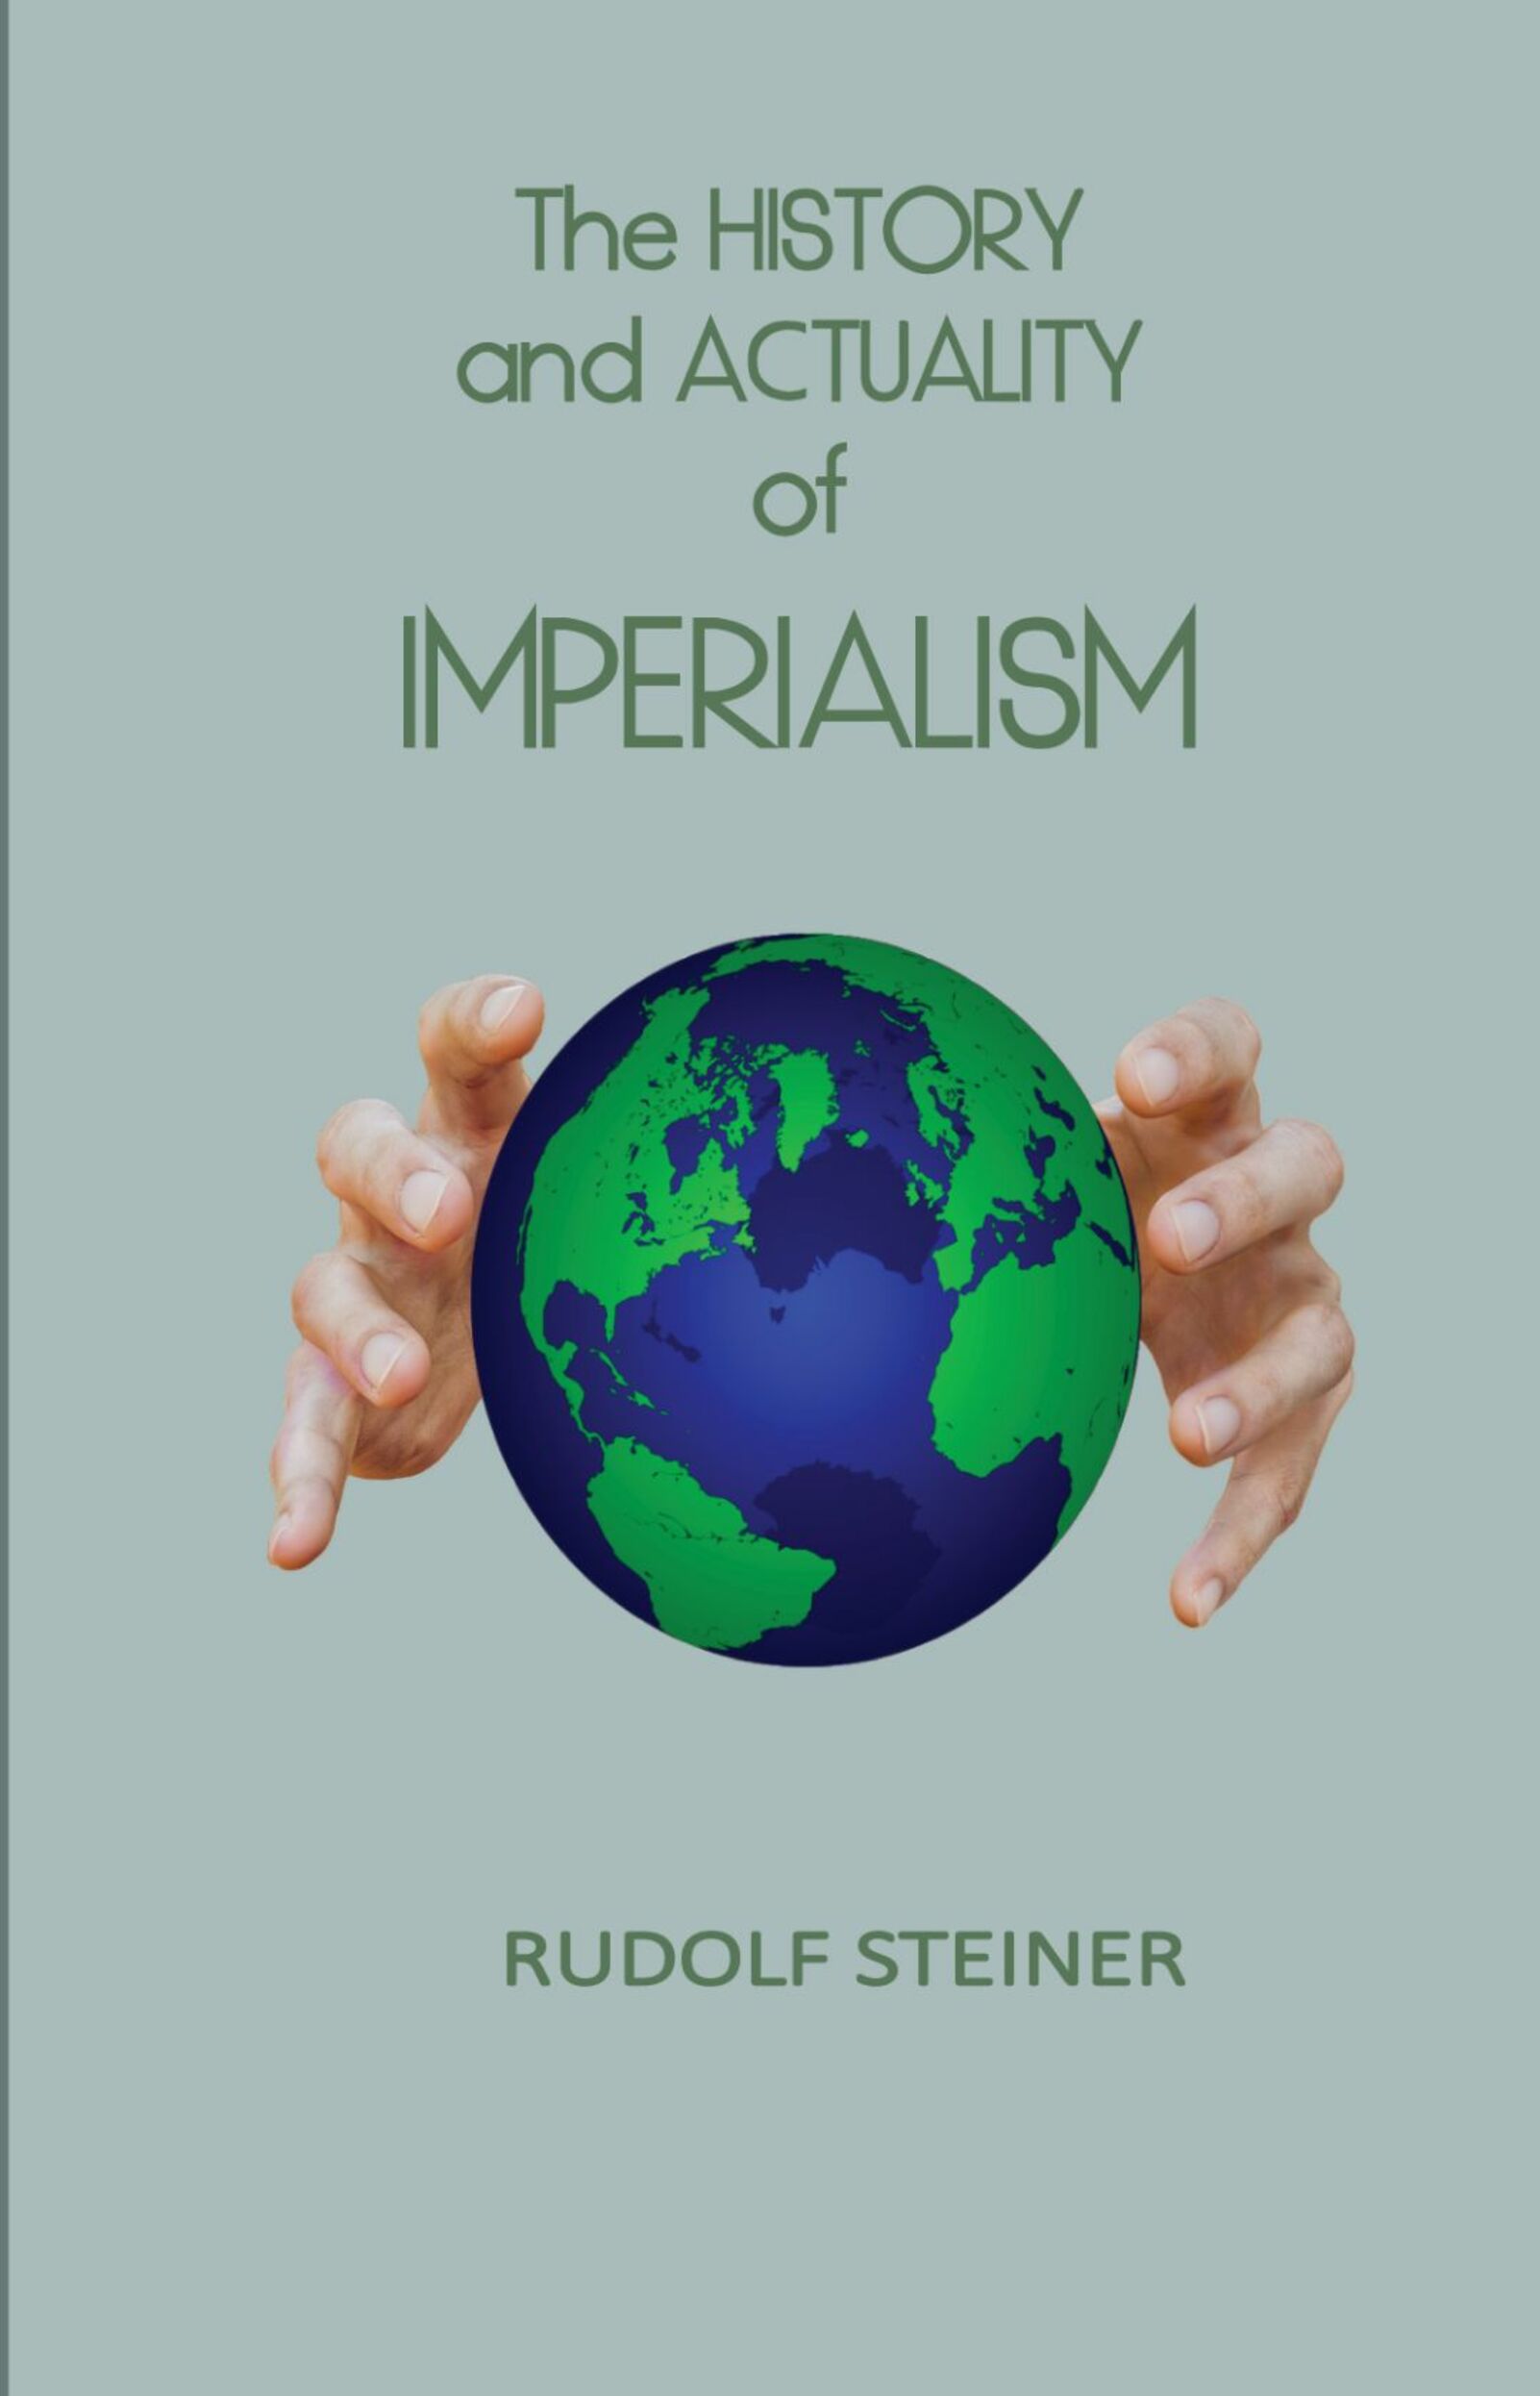 The HISTORY
and ACTUALITY
of
IMPERIALISM
RUDOLF STEINER